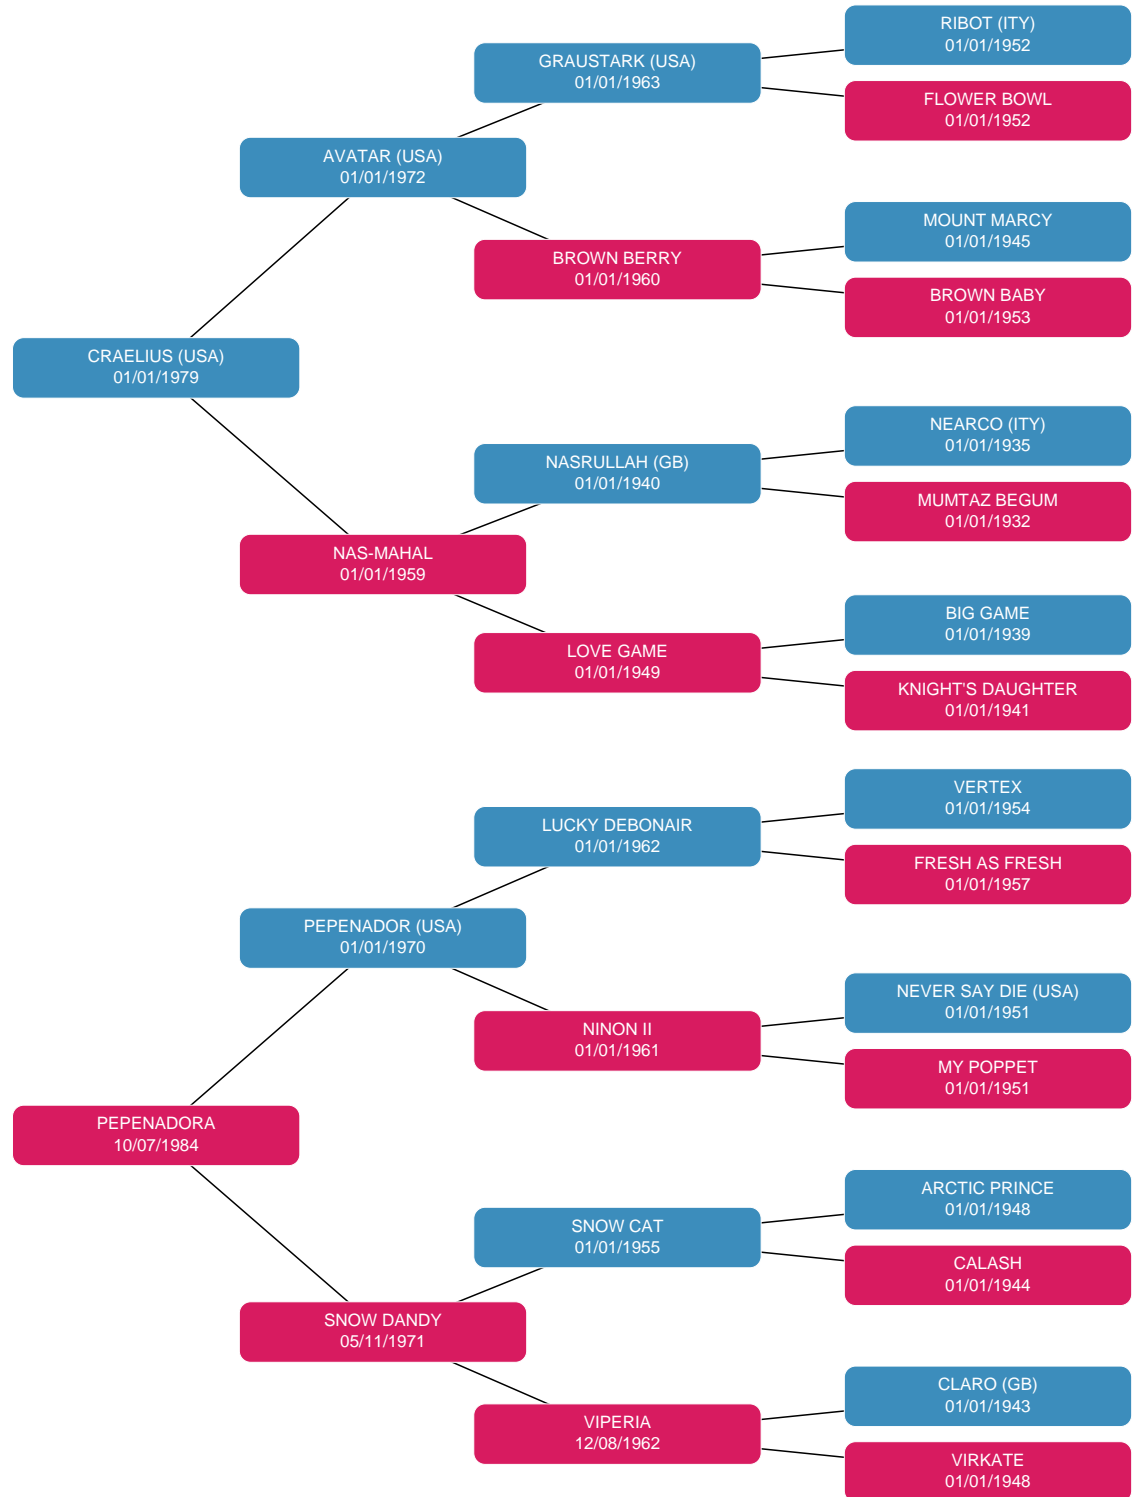 RIBOT (ITY)
01/01/1952
GRAUSTARK (USA)
01/01/1963
FLOWER BOWL
01/01/1952
AVATAR (USA)
01/01/1972
MOUNT MARCY
01/01/1945
BROWN BERRY
01/01/1960
BROWN BABY
01/01/1953
CRAELIUS (USA)
01/01/1979
NEARCO (ITY)
01/01/1935
NASRULLAH (GB)
01/01/1940
MUMTAZ BEGUM
01/01/1932
NAS-MAHAL
01/01/1959
BIG GAME
01/01/1939
LOVE GAME
01/01/1949
KNIGHT'S DAUGHTER
01/01/1941
VERTEX
01/01/1954
LUCKY DEBONAIR
01/01/1962
FRESH AS FRESH
01/01/1957
PEPENADOR (USA)
01/01/1970
NEVER SAY DIE (USA)
01/01/1951
NINON II
01/01/1961
MY POPPET
01/01/1951
PEPENADORA
10/07/1984
ARCTIC PRINCE
01/01/1948
SNOW CAT
01/01/1955
CALASH
01/01/1944
SNOW DANDY
05/11/1971
CLARO (GB)
01/01/1943
VIPERIA
12/08/1962
VIRKATE
01/01/1948